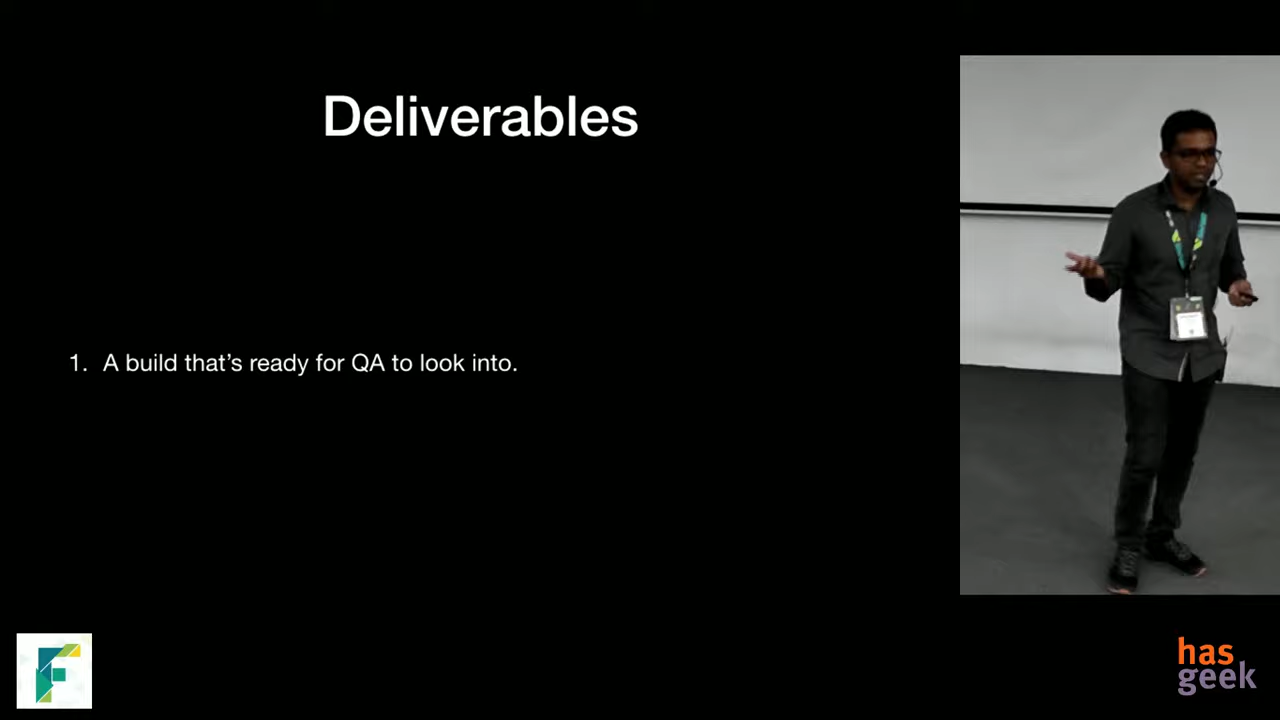 Deliverables
1. A build that's ready for QA to look into.
F
has
geek